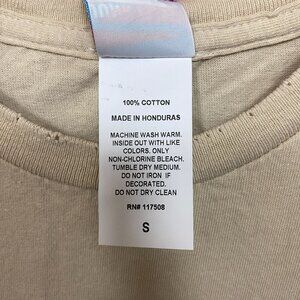 100% COTTON
MADE IN HONDURAS
MACHINE WASH WARM.
INSIDE OUT WITH LIKE
COLORS. ONLY
NON-CHLORINE BLEACH.
TUMBLE DRY MEDIUM.
DO NOT IRON IF
DECORATED.
DO NOT DRY CLEAN
RN# 117508
S